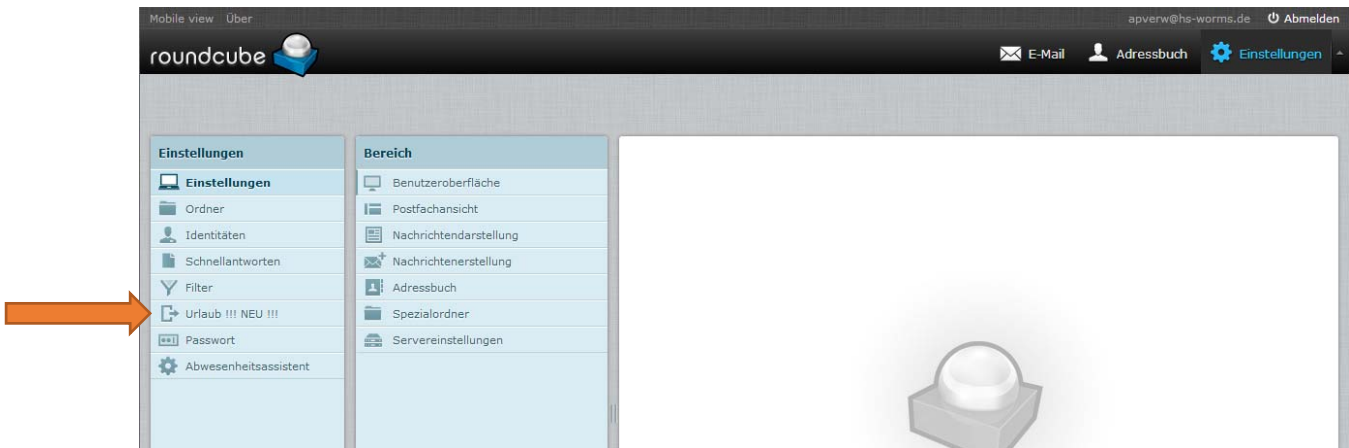 Mobile view Über
apverw@hs-worms.de Abmelden
roundcube
E-Mail Adressbuch Einstellungen
Einstellungen
Einstellungen
Ordner
Identitäten
Schnellantworten
Filter
Urlaub !!! NEU !!!
Passwort
Abwesenheitsassistent
Bereich
Benutzeroberfläche
Postfachansicht
Nachrichtendarstellung
Nachrichtenerstellung
Adressbuch
Spezialordner
Servereinstellungen